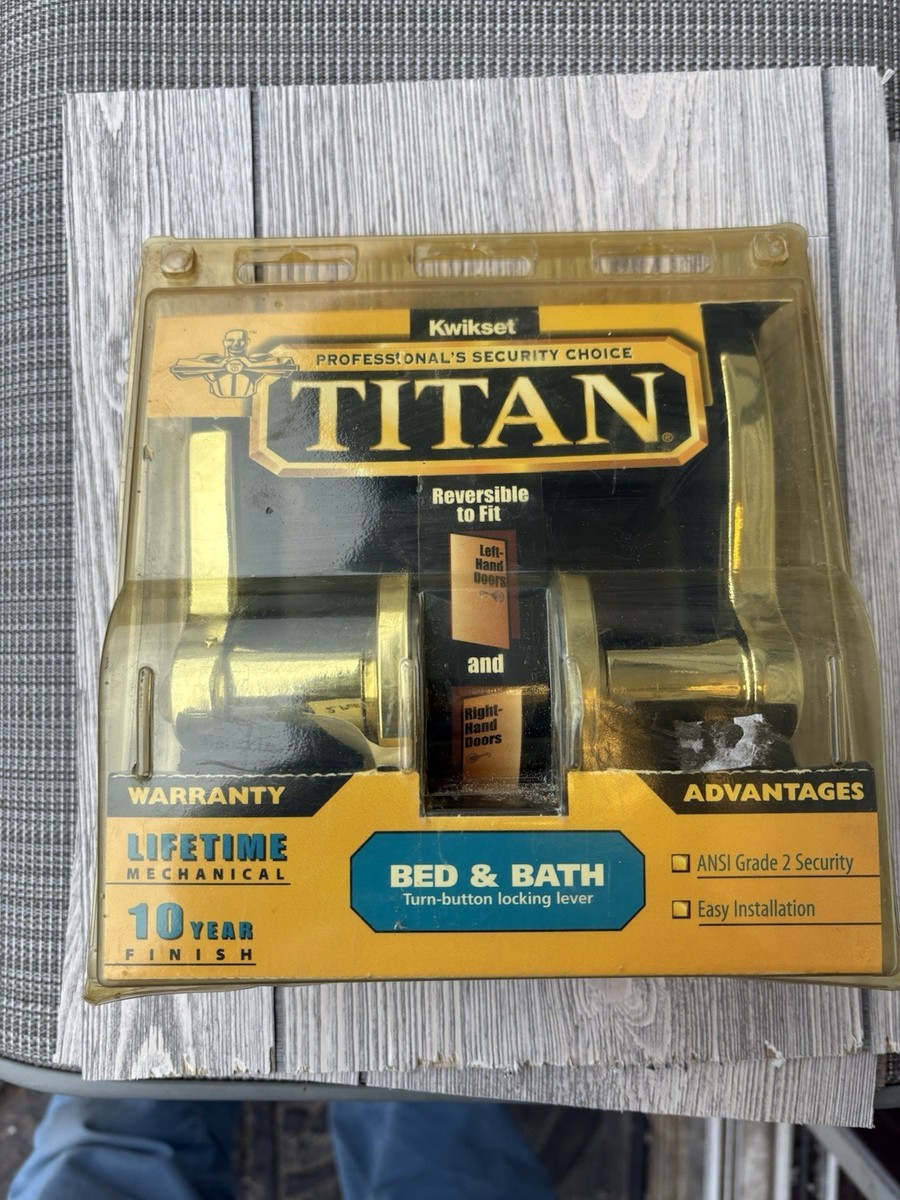 Kwikset
PROFESSIONAL'S SECURITY CHOICE
TITAN®
Reversible
to Fit
Left-
Hand
Doors
and
Right-
Hand
Doors
WARRANTY
LIFETIME
MECHANICAL
10 YEAR
FINISH
BED & BATH
Turn-button locking lever
ADVANTAGES
ANSI Grade 2 Security
Easy Installation